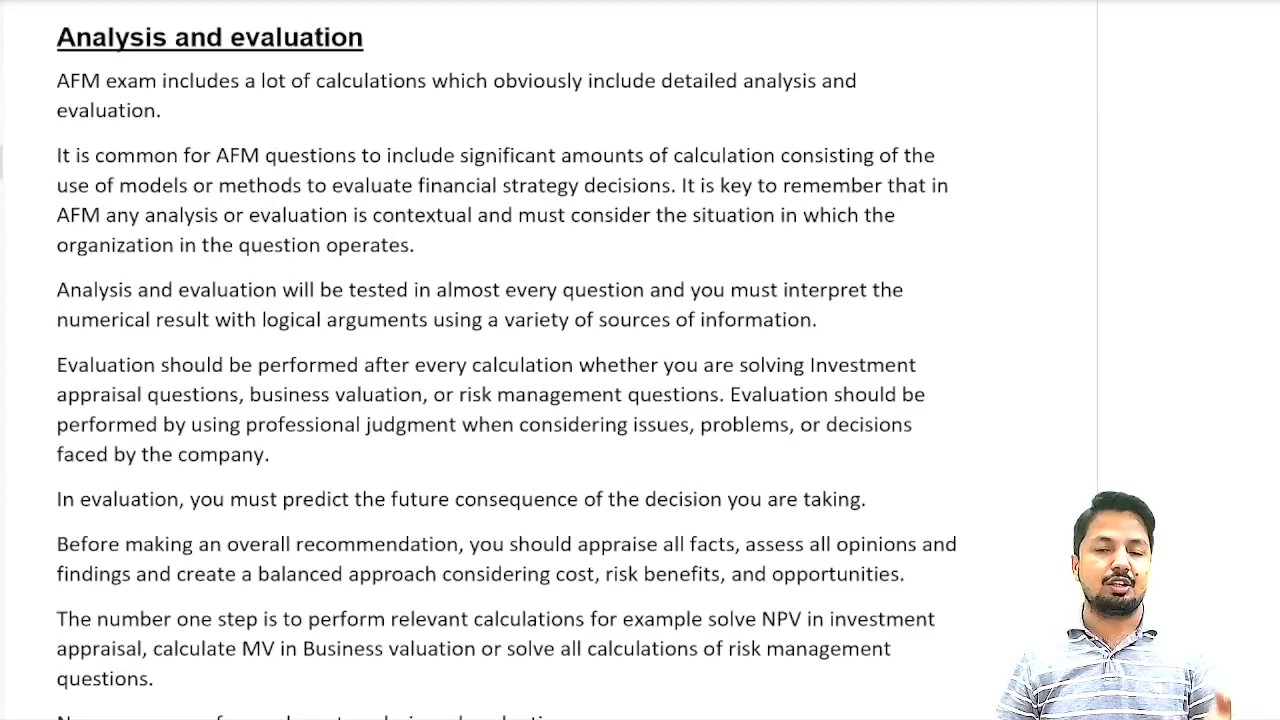 Analysis and evaluation
AFM exam includes a lot of calculations which obviously include detailed analysis and
evaluation.
It is common for AFM questions to include significant amounts of calculation consisting of the
use of models or methods to evaluate financial strategy decisions. It is key to remember that in
AFM any analysis or evaluation is contextual and must consider the situation in which the
organization in the question operates.
Analysis and evaluation will be tested in almost every question and you must interpret the
numerical result with logical arguments using a variety of sources of information.
Evaluation should be performed after every calculation whether you are solving Investment
appraisal questions, business valuation, or risk management questions. Evaluation should be
performed by using professional judgment when considering issues, problems, or decisions
faced by the company.
In evaluation, you must predict the future consequence of the decision you are taking.
Before making an overall recommendation, you should appraise all facts, assess all opinions and
findings and create a balanced approach considering cost, risk benefits, and opportunities.
The number one step is to perform relevant calculations for example solve NPV in investment
appraisal, calculate MV in Business valuation or solve all calculations of risk management
questions.